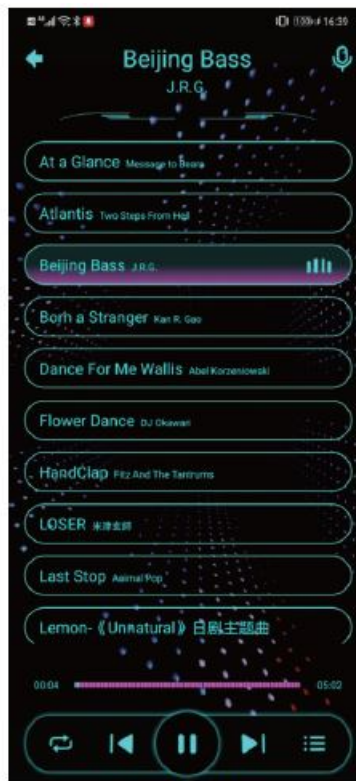 16:39
Beijing Bass
J.R.G.
At a Glance Message to Bears
Atlantis Two Steps From Hell
Beijing Bass J.R.G.
Born a Stranger Kan R. Gao
Dance For Me Wallis Abel Korzeniowski
Flower Dance DJ Okawari
HandClap Fitz And The Tantrums
LOSER 米津玄師
Last Stop Animal Pop
Lemon-《Unnatural》日剧主题曲
00:04 05:02